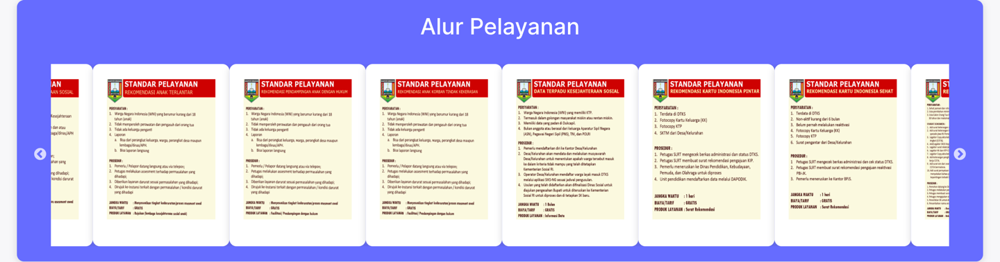 Alur Pelayanan
AN
AAN SOSIAL
Kesejahteraan
dan atau
baga/dinas/APH
dihadapi;
kondisi darurat
STANDAR PELAYANAN
REKOMENDASI ANAK TERLANTAR
PERSYARATAN :
1. Warga Negara Indonesia (WNI) yang berumur kurang dari 18
tahun (anak)
2. Tidak memperoleh perawatan dan pengasuh dari orang tua
3. Tidak ada keluarga pengganti
4. Laporan
a. Bisa dari perangkat keluarga, warga, perangkat desa maupun
lembaga/dinas/APH.
b. Bisa laporan langsung
PROSEDUR :
1. Pemerlu / Pelapor datang langsung atau via telepon;
2. Petugas melakukan asesment terhadap permasalahan yang
dihadapi;
3. Diberikan layanan darurat sesuai permasalahan yang dihadapi;
4. Dirujuk ke instansi terkait dengan permasalahan / kondisi darurat
yang dihadapi
JANGKA WAKTU : Menyesuaikan tingkat kedaruratan/proses assesment awal
BIAYA/TARIF : GRATIS
PRODUK LAYANAN : Rujukan (lembaga kesejahteraan sosial anak)
STANDAR PELAYANAN
REKOMENDASI PENDAMPINGAN ANAK DENGAN HUKUM
PERSYARATAN :
1. Warga Negara Indonesia (WNI) yang berumur kurang dari 18
tahun (anak)
2. Tidak memperoleh perawatan dan pengasuh dari orang tua
3. Tidak ada keluarga pengganti
4. Laporan
a. Bisa dari perangkat keluarga, warga, perangkat desa maupun
lembaga/dinas/APH.
b. Bisa laporan langsung
PROSEDUR :
1. Pemerlu / Pelapor datang langsung atau via telepon;
2. Petugas melakukan asesment terhadap permasalahan yang
dihadapi;
3. Diberikan layanan darurat sesuai permasalahan yang dihadapi;
4. Dirujuk ke instansi terkait dengan permasalahan / kondisi darurat
yang dihadapi
JANGKA WAKTU : Menyesuaikan tingkat kedaruratan/proses assesment awal
BIAYA/TARIF : GRATIS
PRODUK LAYANAN : Fasilitasi/ Pendampingan dengan hukum
STANDAR PELAYANAN
REKOMENDASI ANAK KORBAN TINDAK KEKERASAN
PERSYARATAN :
1. Warga Negara Indonesia (WNI) yang berumur kurang dari 18
tahun (anak)
2. Tidak memperoleh perawatan dan pengasuh dari orang tua
3. Tidak ada keluarga pengganti
4. Laporan
a. Bisa dari perangkat keluarga, warga, perangkat desa maupun
lembaga/dinas/APH.
b. Bisa laporan langsung
PROSEDUR :
1. Pemerlu / Pelapor datang langsung atau via telepon;
2. Petugas melakukan asesment terhadap permasalahan yang
dihadapi;
3. Diberikan layanan darurat sesuai permasalahan yang dihadapi;
4. Dirujuk ke instansi terkait dengan permasalahan / kondisi darurat
yang dihadapi
JANGKA WAKTU : Menyesuaikan tingkat kedaruratan/proses assesment awal
BIAYA/TARIF : GRATIS
PRODUK LAYANAN : Fasilitasi/ Pendampingan dengan hukum
STANDAR PELAYANAN
DATA TERPADU KESEJAHTERAAN SOSIAL
PERSYARATAN :
1. Warga Negara Indonesia (WNI) yang memiliki KTP.
2. Termasuk dalam golongan masyarakat miskin atau rentan miskin.
3. Memiliki data yang padan di Dukcapil.
4. Bukan anggota atau berasal dari keluarga Aparatur Sipil Negara
(ASN), Pegawai Negeri Sipil (PNS), TNI, dan POLRI
PROSEDUR :
1. Pemerlu mendaftarkan diri ke Kantor Desa/Kelurahan
2. Desa/Kelurahan akan mendata dan melakukan musyawarah
Desa/Kelurahan untuk menentukan apakah warga tersebut masuk
ke dalam kriteria tidak mampu yang telah ditetapkan
Kementerian Sosial RI.
3. Operator Desa/Kelurahan mendaftar warga layak masuk DTKS
melalui aplikasi SIKS-NG sesuai jadwal pengusulan.
4. Usulan yang telah didaftarkan akan difinalisasi Dinas Sosial untuk
diajukan pengesahan Bupati untuk diteruskan ke Kementerian
Sosial RI untuk diproses dan di tetapkan SK baru.
JANGKA WAKTU : 1 Bulan
BIAYA/TARIF : GRATIS
PRODUK LAYANAN : Informasi Data
STANDAR PELAYANAN
REKOMENDASI KARTU INDONESIA PINTAR
PERSYARATAN :
1. Terdata di DTKS
2. Fotocopy Kartu Keluarga (KK)
3. Fotocopy KTP
4. SKTM dari Desa/Kelurahan
PROSEDUR :
1. Petugas SLRT mengecek berkas administrasi dan status DTKS.
2. Petugas SLRT membuat surat rekomendasi pengajuan KIP.
3. Pemerlu meneruskan ke Dinas Pendidikan, Kebudayaan,
Pemuda, dan Olahraga untuk diproses
4. Unit pendidikan mendaftarkan data melalui DAPODIK.
JANGKA WAKTU : 1 hari
BIAYA/TARIF : GRATIS
PRODUK LAYANAN : Surat Rekomendasi
STANDAR PELAYANAN
REKOMENDASI KARTU INDONESIA SEHAT
PERSYARATAN :
1. Terdata di DTKS
2. Non-aktif kurang dari 6 bulan
3. Belum pernah melakukan reaktivasi
4. Fotocopy Kartu Keluarga (KK)
5. Fotocopy KTP
6. Surat pengantar dari Desa/Kelurahan
PROSEDUR :
1. Petugas SLRT mengecek berkas administrasi dan cek status DTKS.
2. Petugas SLRT membuat surat rekomendasi pengajuan reaktivasi
PBI-JK.
3. Pemerlu meneruskan ke Kantor BPJS.
JANGKA WAKTU : 1 hari
BIAYA/TARIF : GRATIS
PRODUK LAYANAN : Surat Rekomendasi